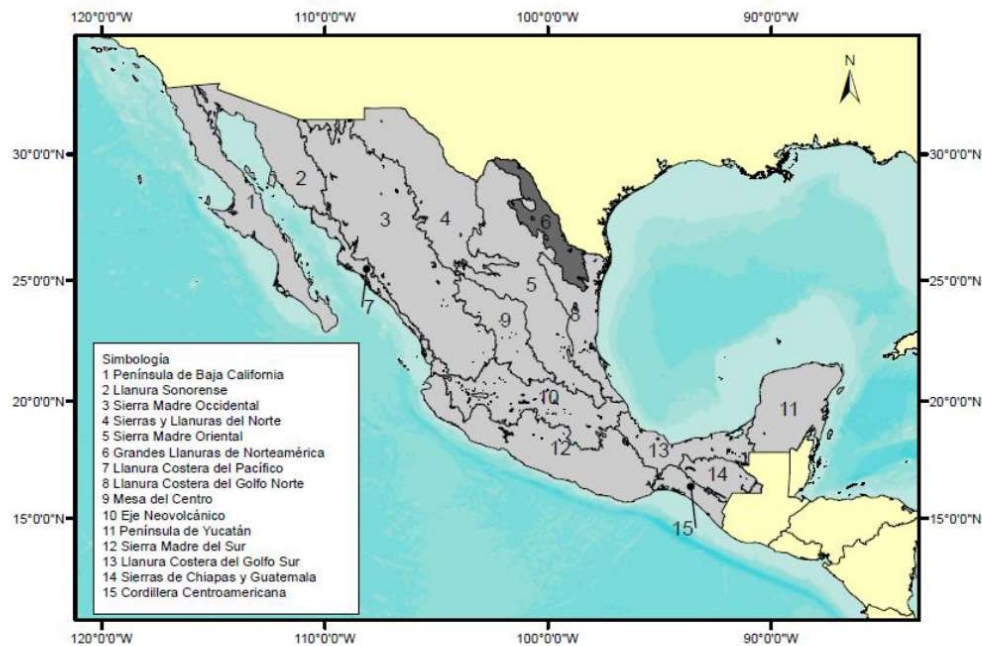 120°0'0"W 110°0'0"W 100°0'0"W 90°0'0"W
N
30°0'0"N 30°0'0"N
2
1
3
4
6
25°0'0"N 25°0'0"N
5
7
8
9
Simbología
1 Península de Baja California
2 Llanura Sonorense
3 Sierra Madre Occidental
4 Sierras y Llanuras del Norte
5 Sierra Madre Oriental
6 Grandes Llanuras de Norteamérica
7 Llanura Costera del Pacífico
8 Llanura Costera del Golfo Norte
9 Mesa del Centro
10 Eje Neovolcánico
11 Península de Yucatán
12 Sierra Madre del Sur
13 Llanura Costera del Golfo Sur
14 Sierras de Chiapas y Guatemala
15 Cordillera Centroamericana
20°0'0"N 20°0'0"N
10
11
12
13
14
15°0'0"N 15°0'0"N
15
120°0'0"W 110°0'0"W 100°0'0"W 90°0'0"W